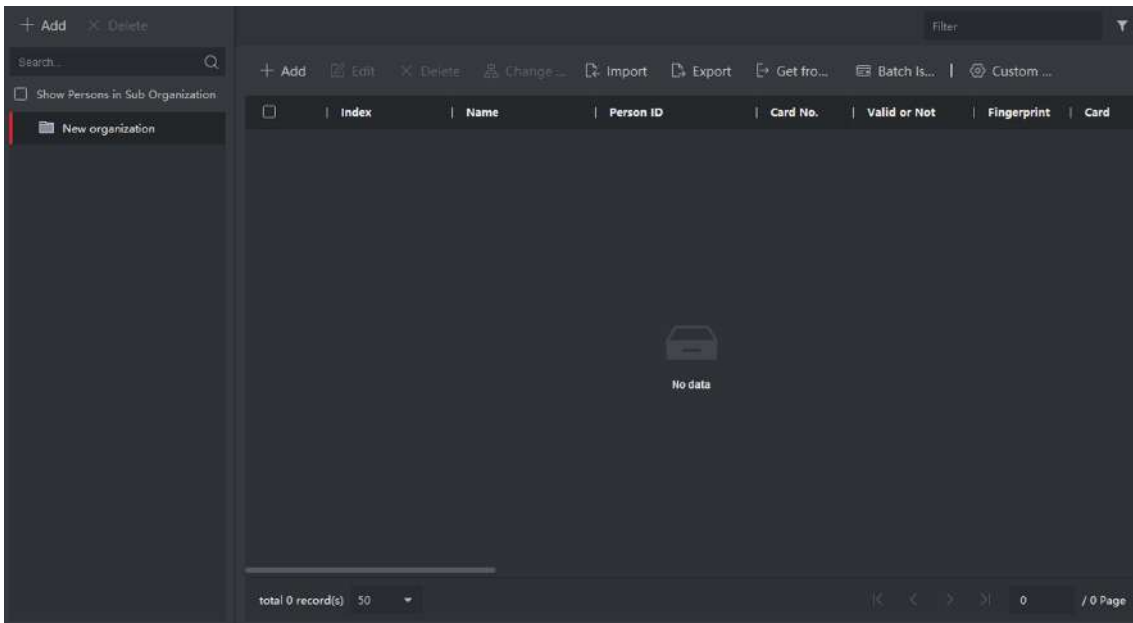 Add Delete
Filter
Search...
Show Persons in Sub Organization
New organization
Add Edit Delete Change ... Import Export Get fro... Batch Is... Custom ...
Index Name Person ID Card No. Valid or Not Fingerprint Card
No data
total 0 record(s) 50 0 / 0 Page